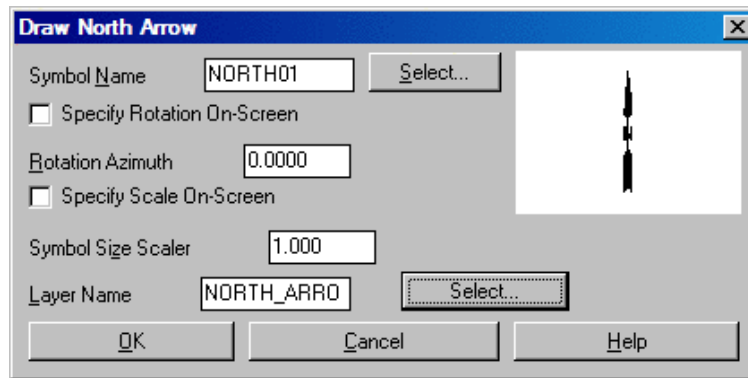 Draw North Arrow
Symbol Name NORTH01 Select...
Specify Rotation On-Screen
Rotation Azimuth 0.0000
Specify Scale On-Screen
Symbol Size Scaler 1.000
Layer Name NORTH_ARRO Select...
OK Cancel Help